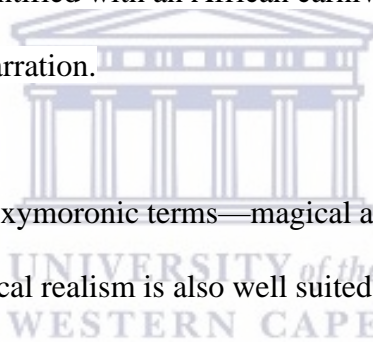 ntified with an African carniv
arration.
xymoronic terms—magical a
UNIVERSITY of the
cal realism is also well suited
WESTERN CAPE